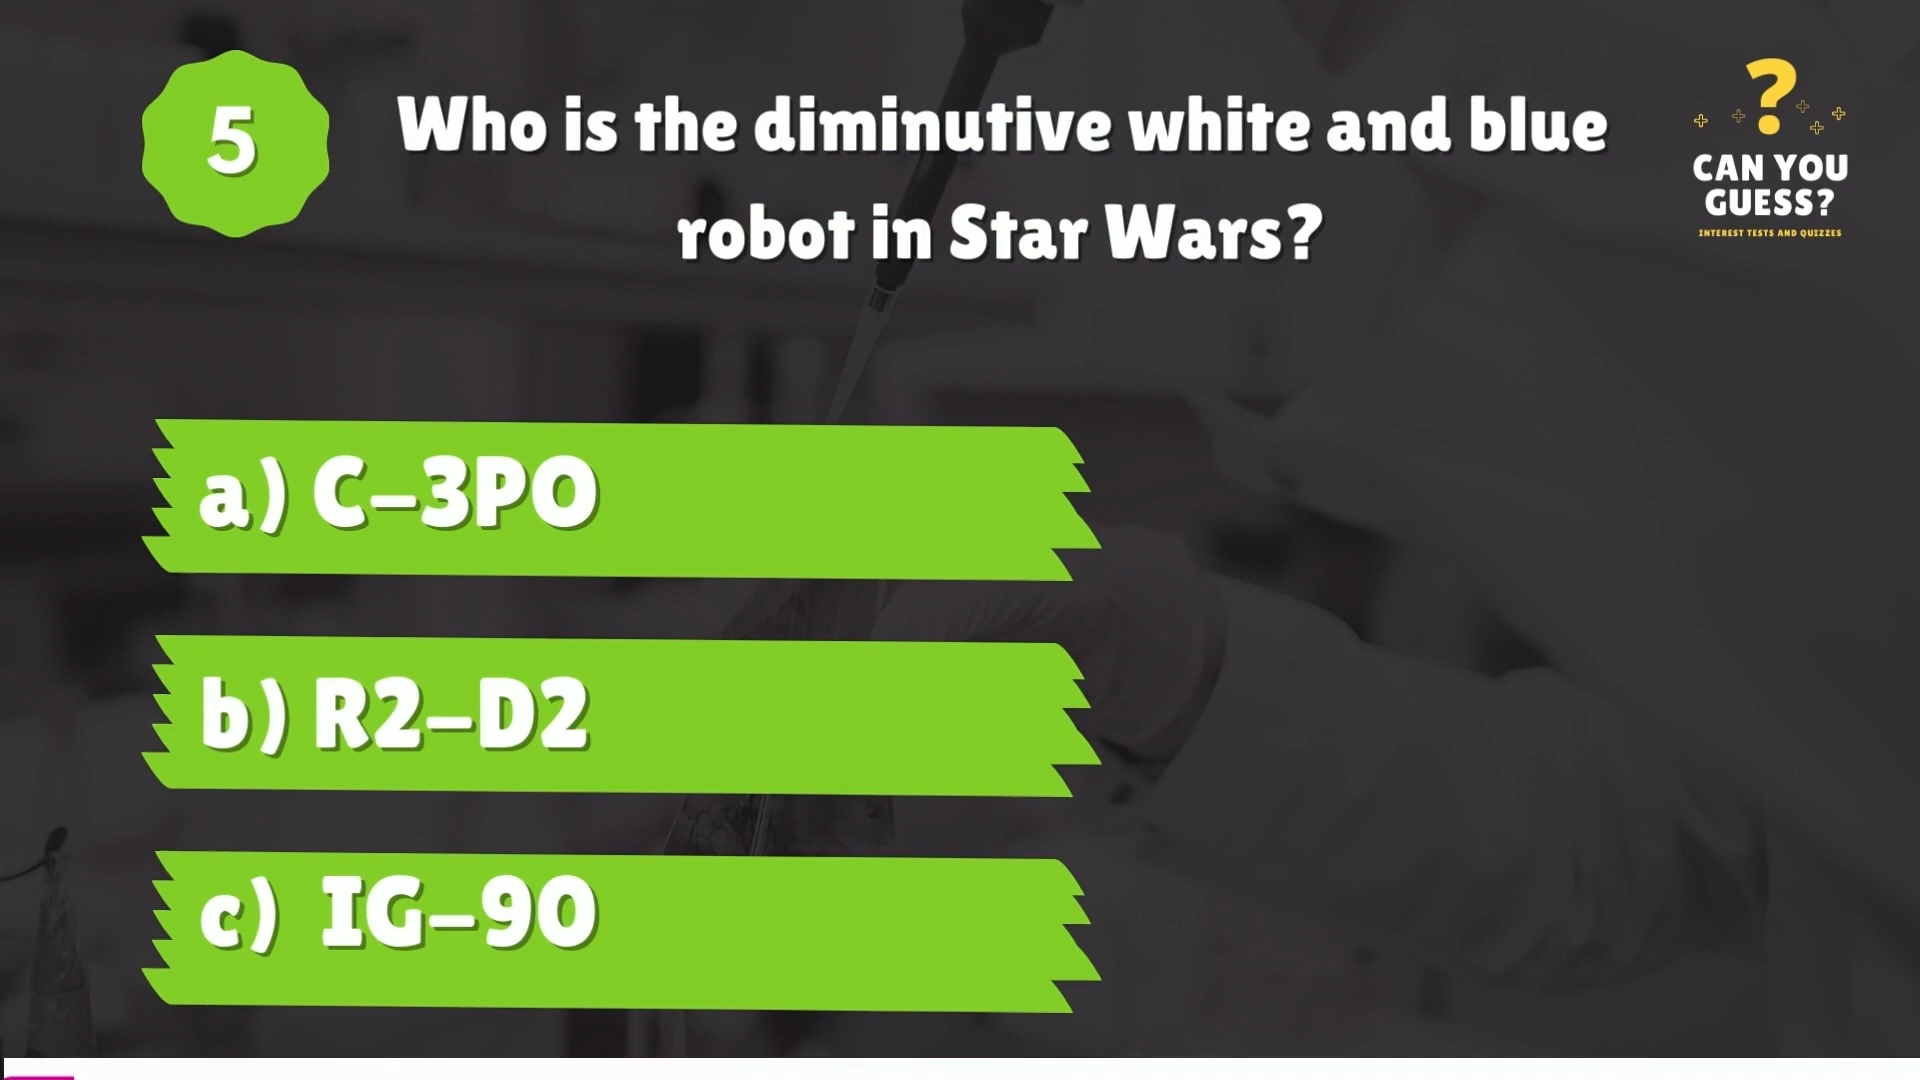 5
Who is the diminutive white and blue
robot in Star Wars?
?
CAN YOU
GUESS?
INTEREST TESTS AND QUIZZES
a) C-3PO
b) R2-D2
c) IG-90